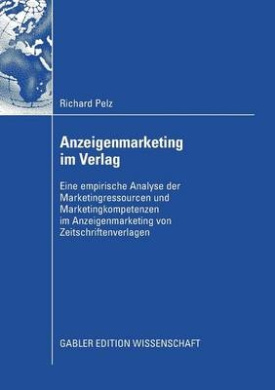 Richard Pelz
Anzeigenmarketing
im Verlag
Eine empirische Analyse der
Marketingressourcen und
Marketingkompetenzen
im Anzeigenmarketing von
Zeitschriftenverlagen
GABLER EDITION WISSENSCHAFT